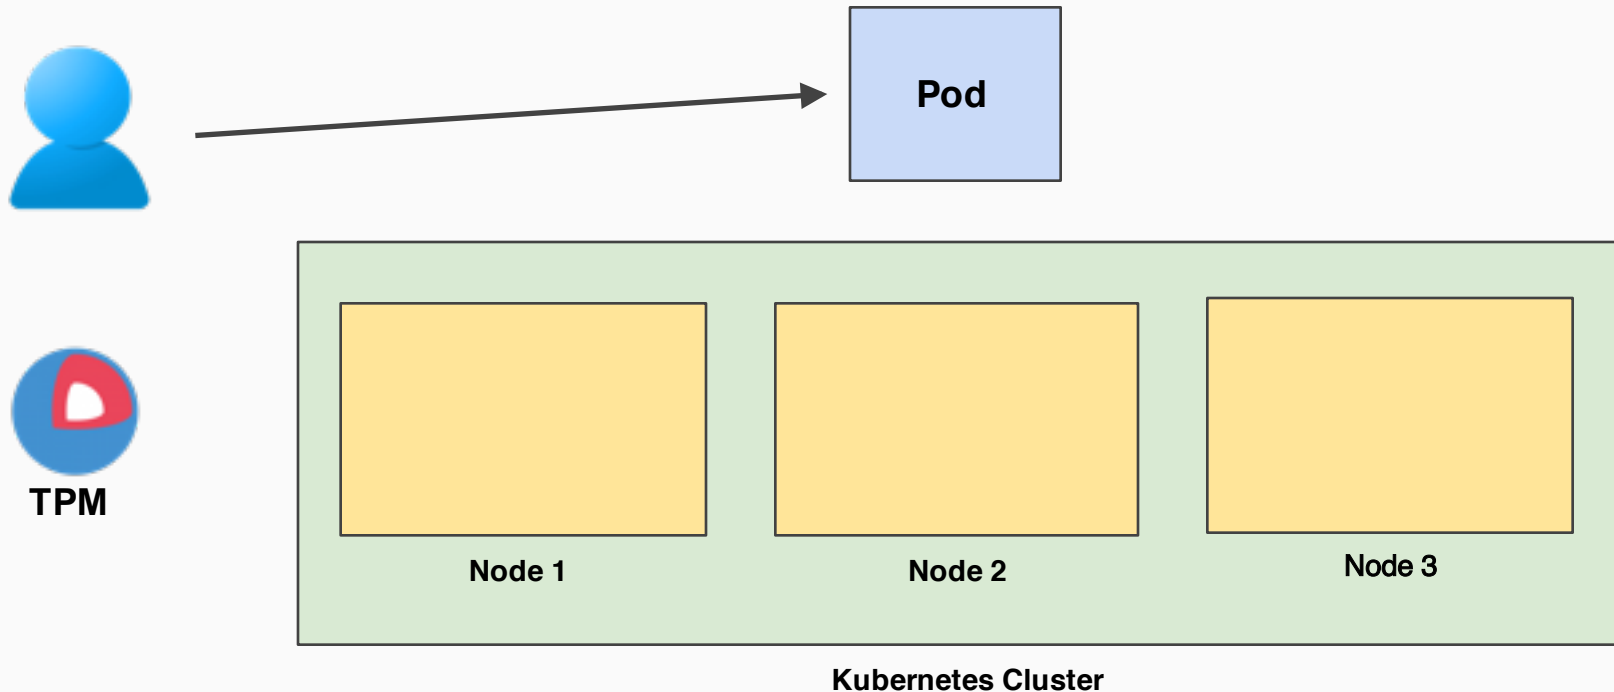 Pod
TPM
Node 1
Node 2
Node 3
Kubernetes Cluster